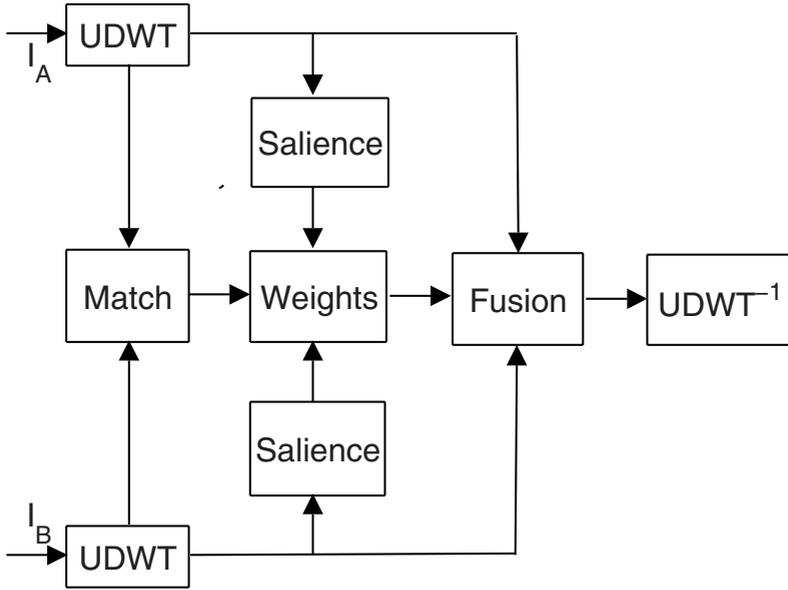 UDWT
I_A
Salience
Match
Weights
Fusion
UDWT⁻¹
Salience
I_B
UDWT